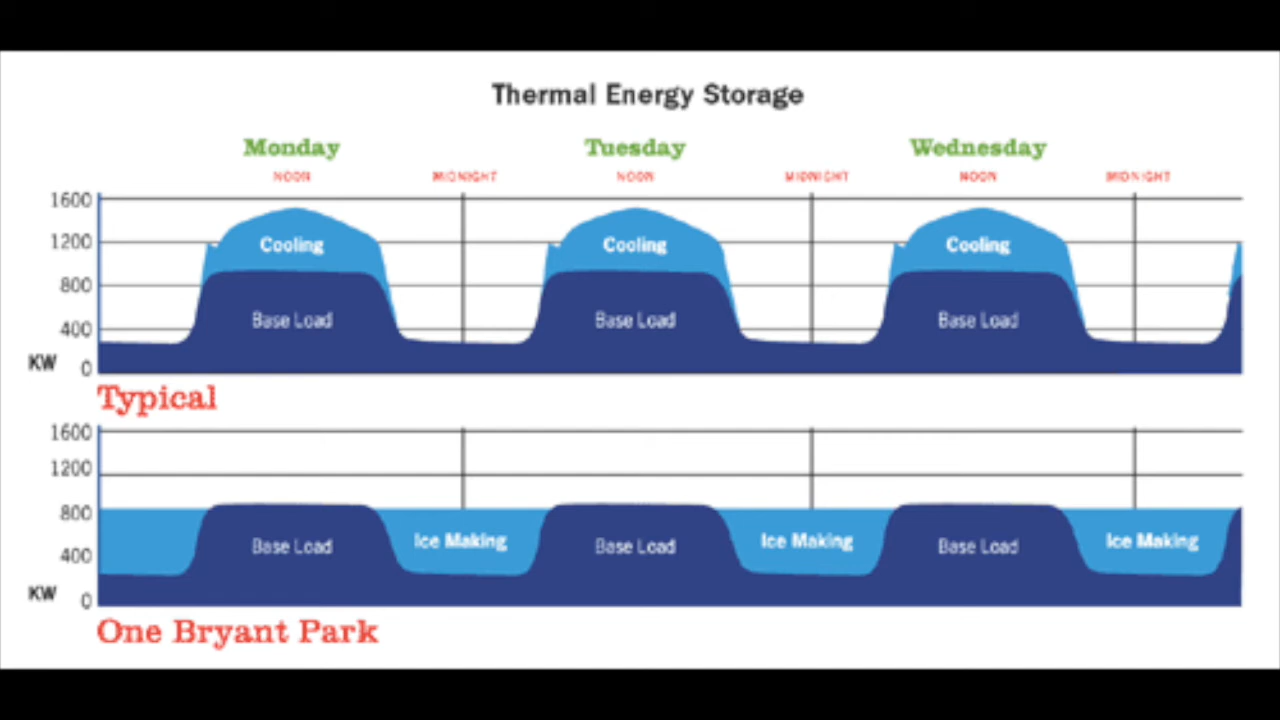 Thermal Energy Storage
Monday Tuesday Wednesday
NOON MIDNIGHT NOON MIDNIGHT NOON MIDNIGHT
1600
1200
Cooling Cooling Cooling
800
400
Base Load Base Load Base Load
KW 0
Typical
1600
1200
800
Ice Making Ice Making Ice Making
Base Load Base Load Base Load
400
KW 0
One Bryant Park